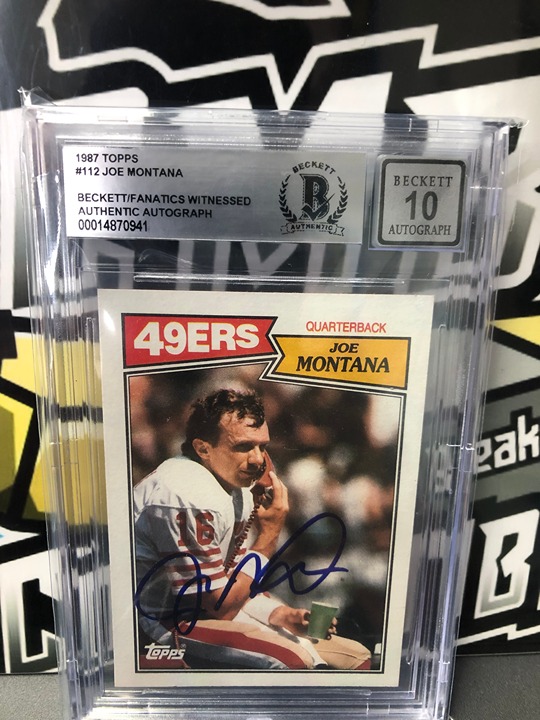 1987 TOPPS
#112 JOE MONTANA
BECKETT/FANATICS WITNESSED
AUTHENTIC AUTOGRAPH
00014870941
BECKETT
B
AUTHENTIC
BECKETT
10
AUTOGRAPH
49ERS
QUARTERBACK
JOE
MONTANA
16
topps
eak